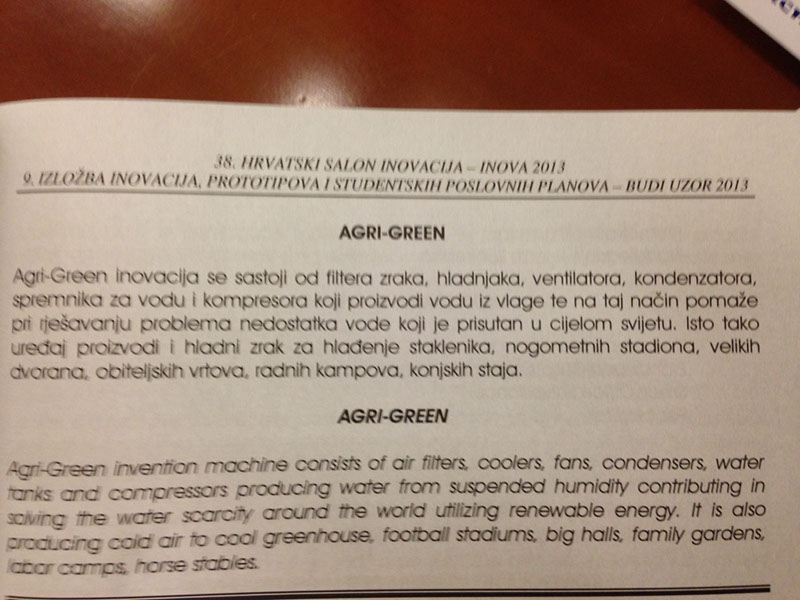 38. HRVATSKI SALON INOVACIJA – INOVA 2013
9. IZLOŽBA INOVACIJA, PROTOTIPOVA I STUDENTSKIH POSLOVNIH PLANOVA – BUDI UZOR 2013
AGRI-GREEN
Agri-Green inovacija se sastoji od filtera zraka, hladnjaka, ventilatora, kondenzatora,
spremnika za vodu i kompresora koji proizvodi vodu iz vlage te na taj način pomaže
pri rješavanju problema nedostatka vode koji je prisutan u cijelom svijetu. Isto tako
uređaj proizvodi i hladni zrak za hlađenje staklenika, nogometnih stadiona, velikih
dvorana, obiteljskih vrtova, radnih kampova, konjskih staja.
AGRI-GREEN
Agri-Green invention machine consists of air filters, coolers, fans, condensers, water
tanks and compressors producing water from suspended humidity contributing in
solving the water scarcity around the world utilizing renewable energy. It is also
producing cold air to cool greenhouse, football stadiums, big halls, family gardens,
labor camps, horse stables.